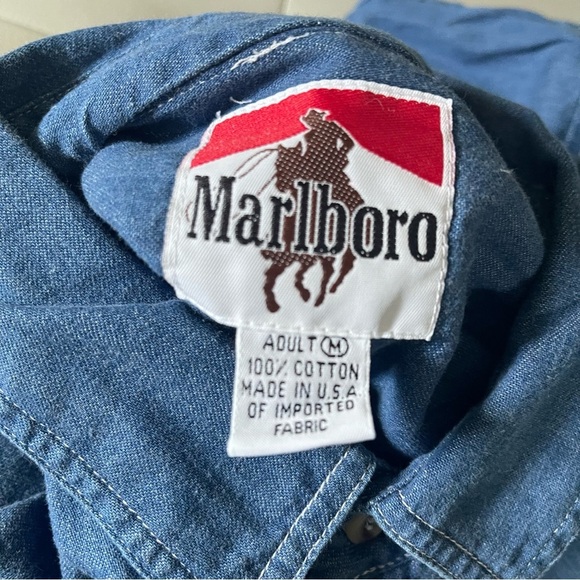 Marlboro
ADULT M
100% COTTON
MADE IN U.S.A
OF IMPORTED
FABRIC